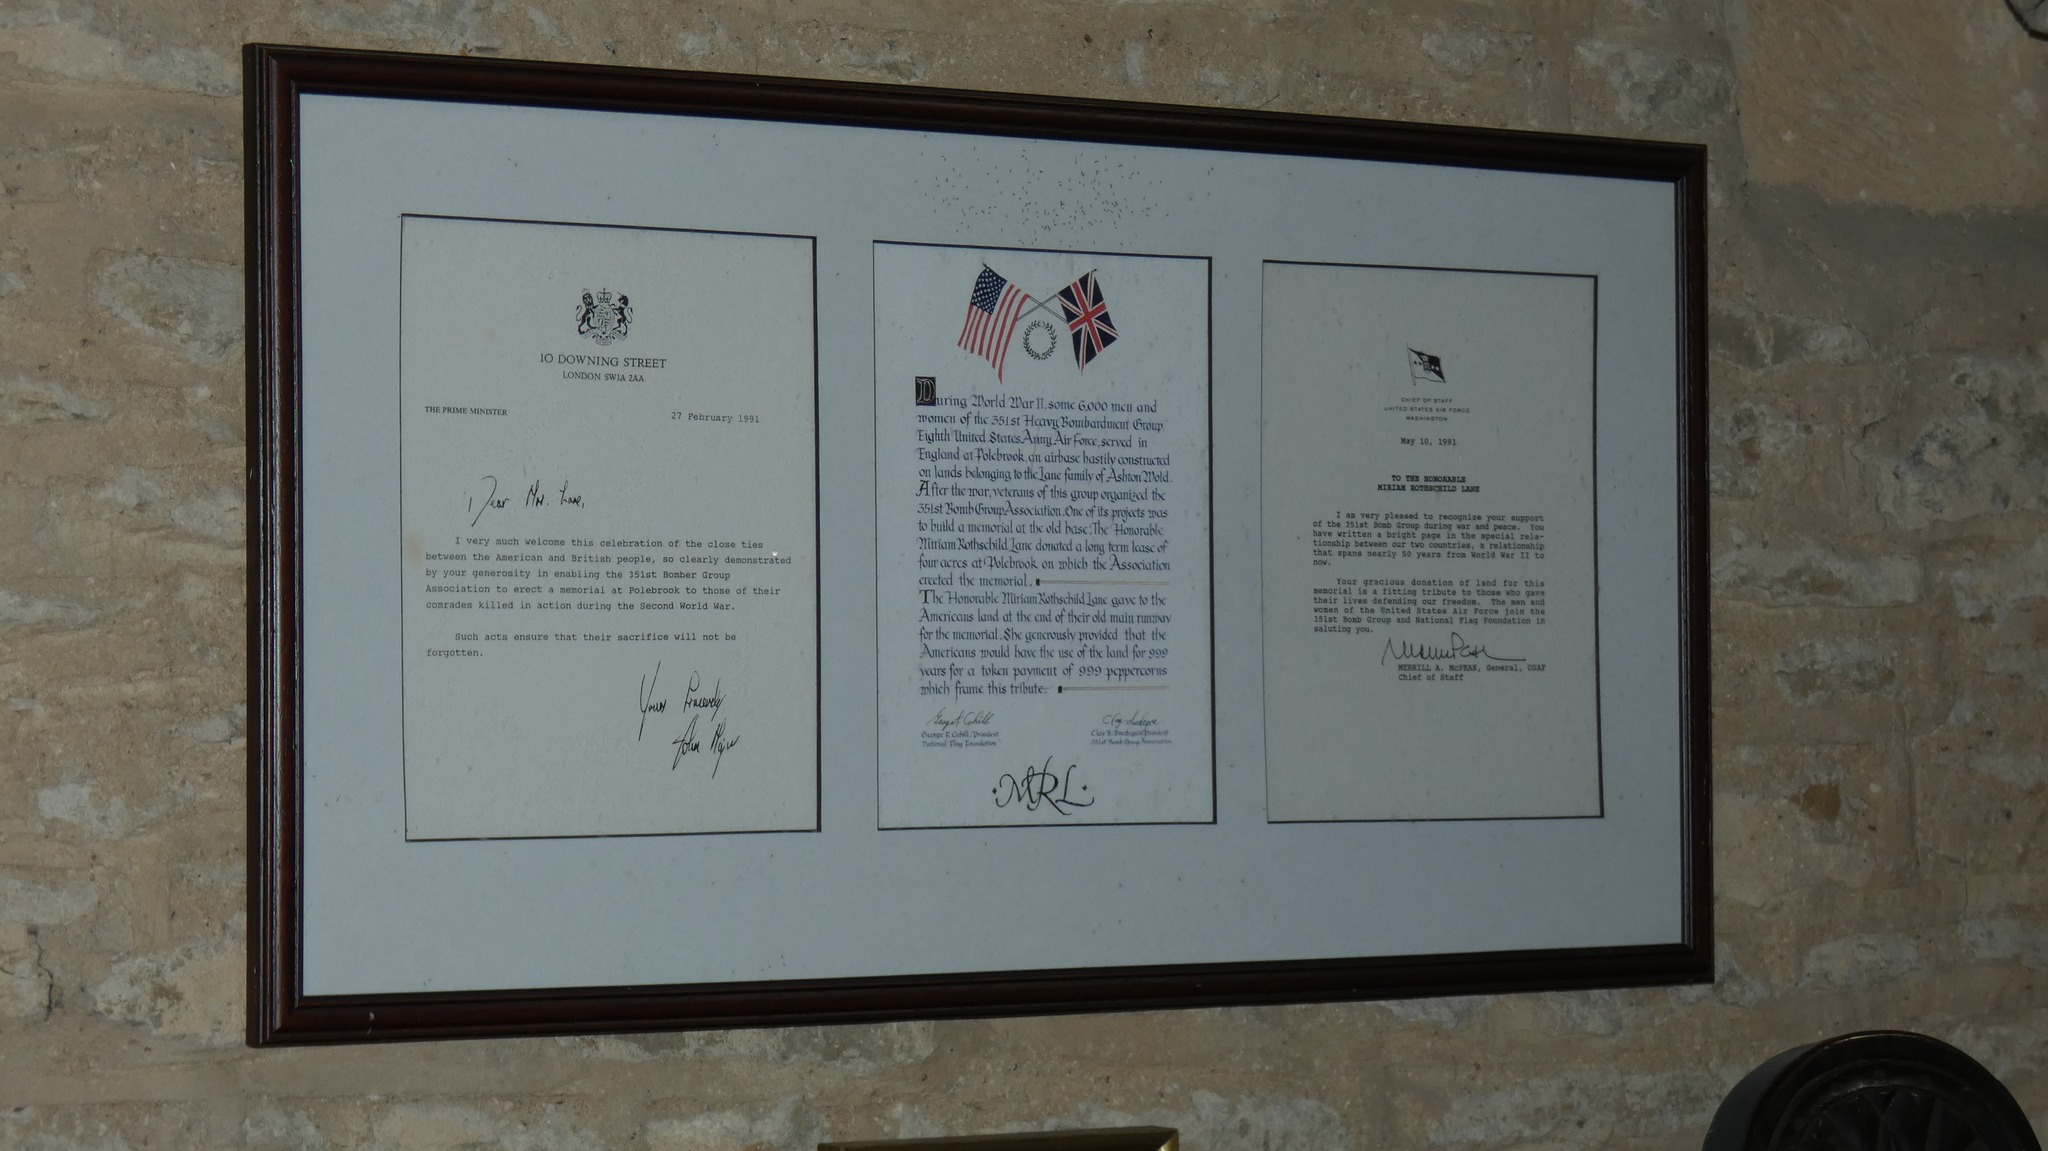 10 DOWNING STREET
LONDON SW1A 2AA
THE PRIME MINISTER
27 February 1991
Dear Mrs. Lane,
I very much welcome this celebration of the close ties
between the American and British people, so clearly demonstrated
by your generosity in enabling the 351st Bomber Group
Association to erect a memorial at Polebrook to those of their
comrades killed in action during the Second World War.
Such acts ensure that their sacrifice will not be
forgotten.
Yours Sincerely
John Major
During World War II, some 6,000 men and
women of the 351st Heavy Bombardment Group,
Eighth United States Army Air Force, served in
England at Polebrook, an airbase hastily constructed
on lands belonging to the Lane family of Ashton Wold.
After the war, veterans of this group organized the
351st Bomb Group Association. One of its projects was
to build a memorial at the old base. The Honorable
Miriam Rothschild Lane donated a long term lease of
four acres at Polebrook on which the Association
erected the memorial.
The Honorable Miriam Rothschild Lane gave to the
Americans land at the end of their old main runway
for the memorial. She generously provided that the
Americans would have the use of the land for 999
years for a token payment of 999 peppercorns
which frame this tribute.
George F. Cahill, President
National Flag Foundation
President
351st Bomb Group Association
MRL
CHIEF OF STAFF
UNITED STATES AIR FORCE
WASHINGTON
May 10, 1991
TO THE HONORABLE
MIRIAM ROTHSCHILD LANE
I am very pleased to recognize your support
of the 351st Bomb Group during war and peace. You
have written a bright page in the special rela-
tionship between our two countries, a relationship
that spans nearly 50 years from World War II to
now.
Your gracious donation of land for this
memorial is a fitting tribute to those who gave
their lives defending our freedom. The men and
women of the United States Air Force join the
351st Bomb Group and National Flag Foundation in
saluting you.
MERRILL A. McPEAK, General, USAF
Chief of Staff